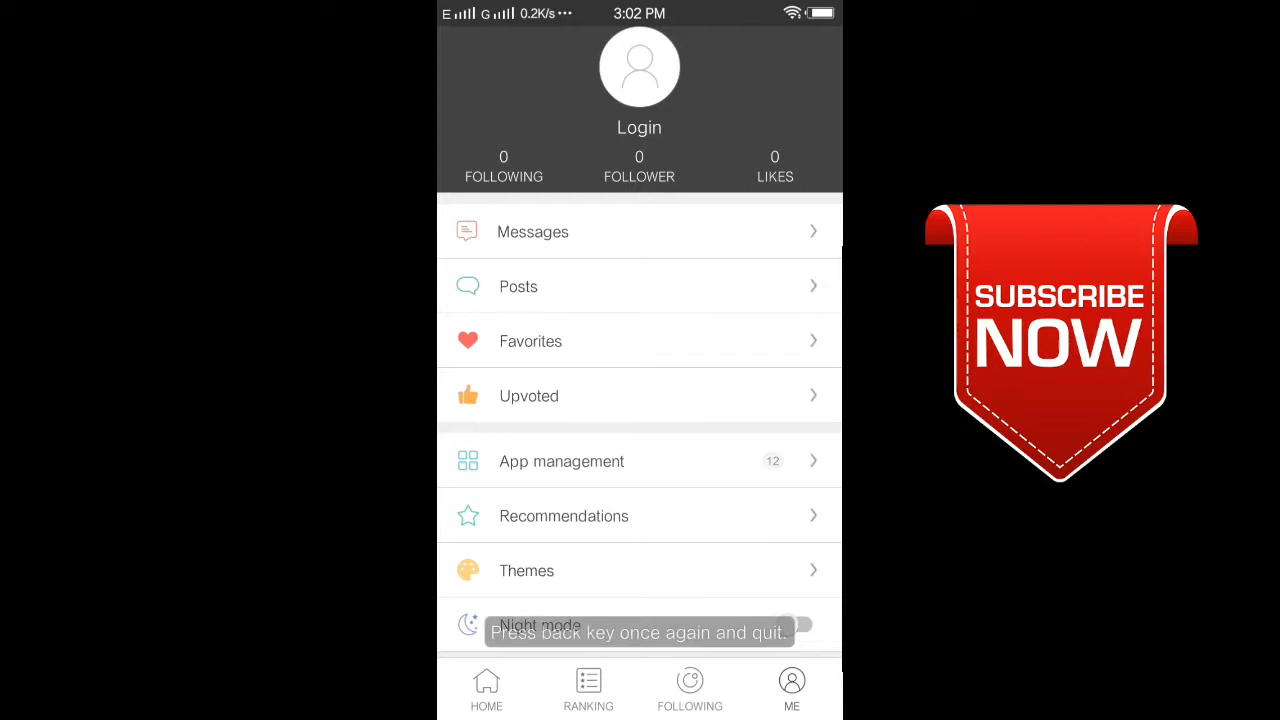 E G 0.2K/s ••• 3:02 PM
Login
0 0 0
FOLLOWING FOLLOWER LIKES
Messages
Posts
Favorites
Upvoted
App management 12
Recommendations
Themes
Night mode
Press back key once again and quit.
HOME RANKING FOLLOWING ME
SUBSCRIBE
NOW